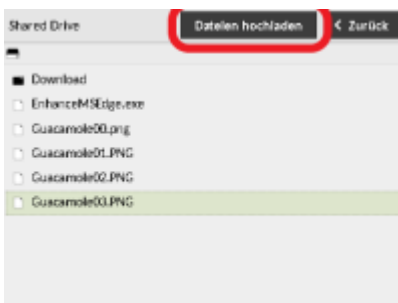 Shared Drive
Dateien hochladen
Zurück
Download
EnhanceMSEdge.exe
Guacamole00.png
Guacamole01.PNG
Guacamole02.PNG
Guacamole03.PNG